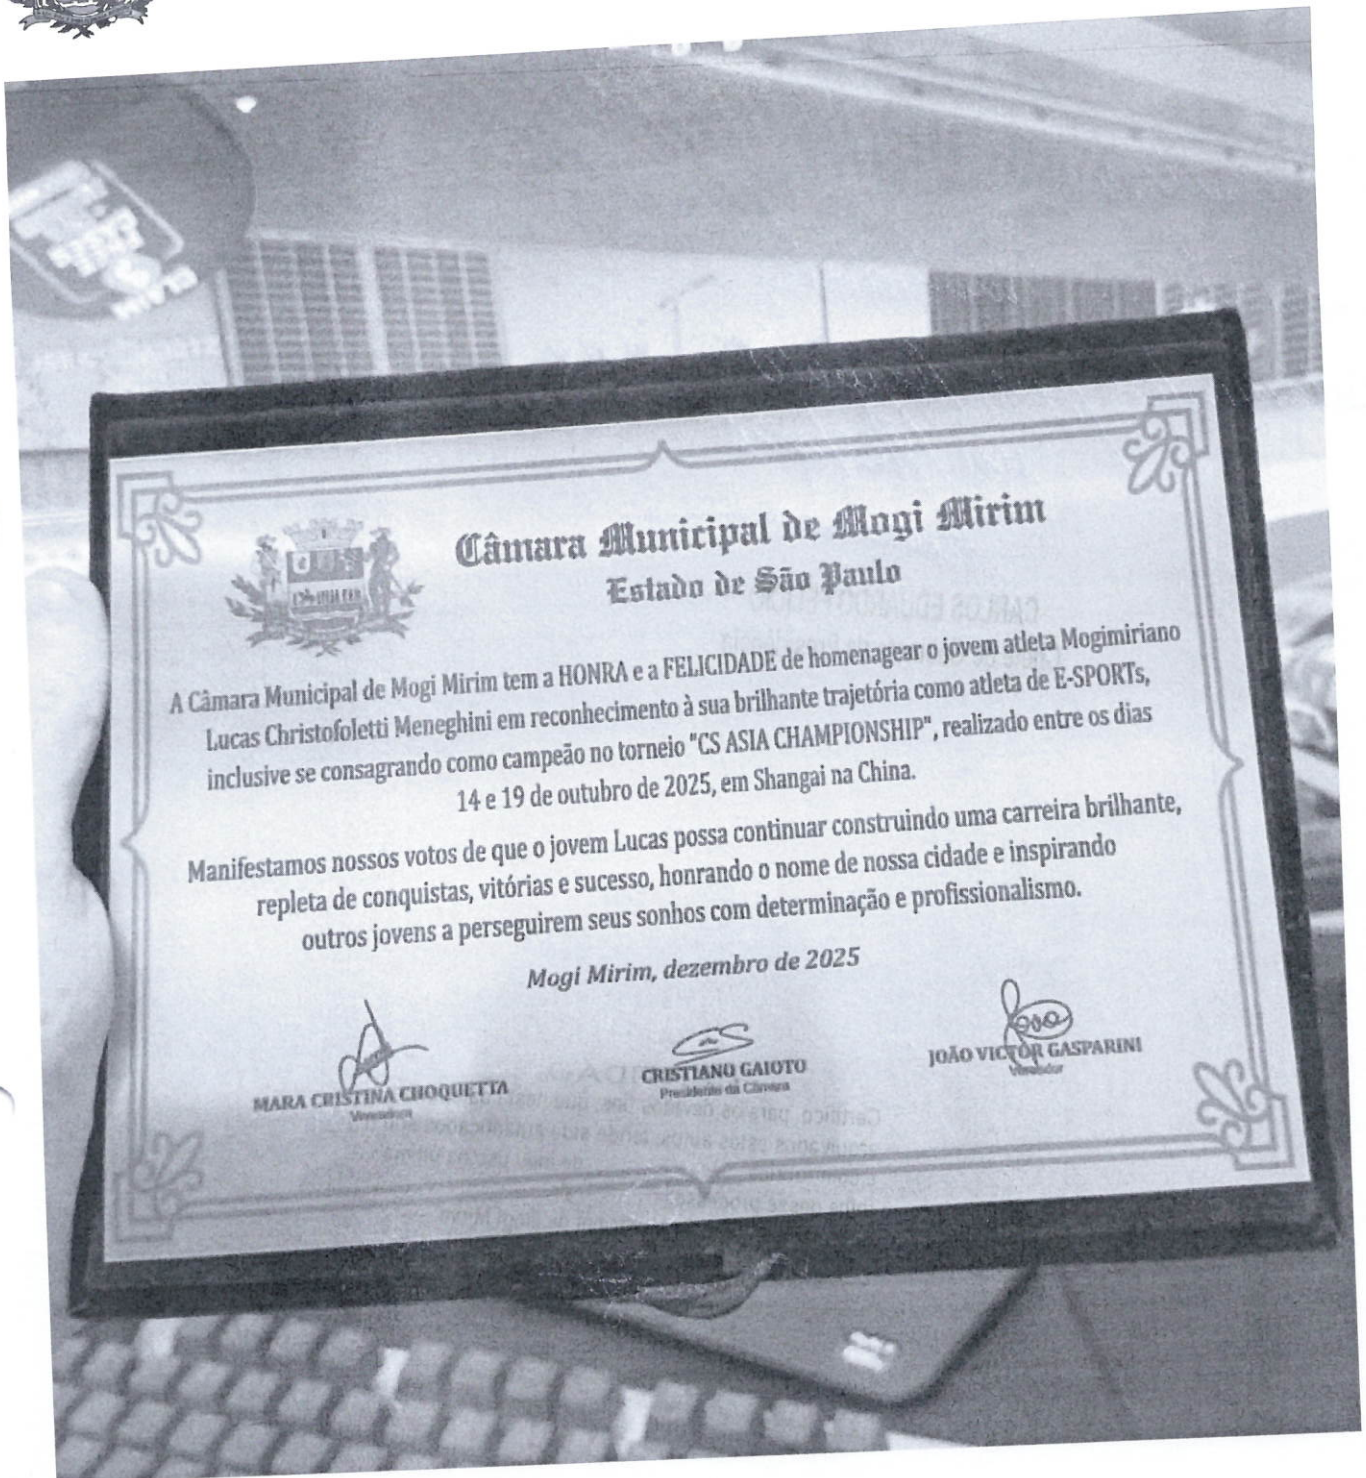 Câmara Municipal de Mogi Mirim
Estado de São Paulo
A Câmara Municipal de Mogi Mirim tem a HONRA e a FELICIDADE de homenagear o jovem atleta Mogimiriano
Lucas Christofoletti Meneghini em reconhecimento à sua brilhante trajetória como atleta de E-SPORTs,
inclusive se consagrando como campeão no torneio "CS ASIA CHAMPIONSHIP", realizado entre os dias
14 e 19 de outubro de 2025, em Shangai na China.
Manifestamos nossos votos de que o jovem Lucas possa continuar construindo uma carreira brilhante,
repleta de conquistas, vitórias e sucesso, honrando o nome de nossa cidade e inspirando
outros jovens a perseguirem seus sonhos com determinação e profissionalismo.
Mogi Mirim, dezembro de 2025
MARA CRISTINA CHOQUETTA
Vereadora
CRISTIANO GAIOTO
Presidente da Câmara
JOÃO VICTOR GASPARINI
Vereador